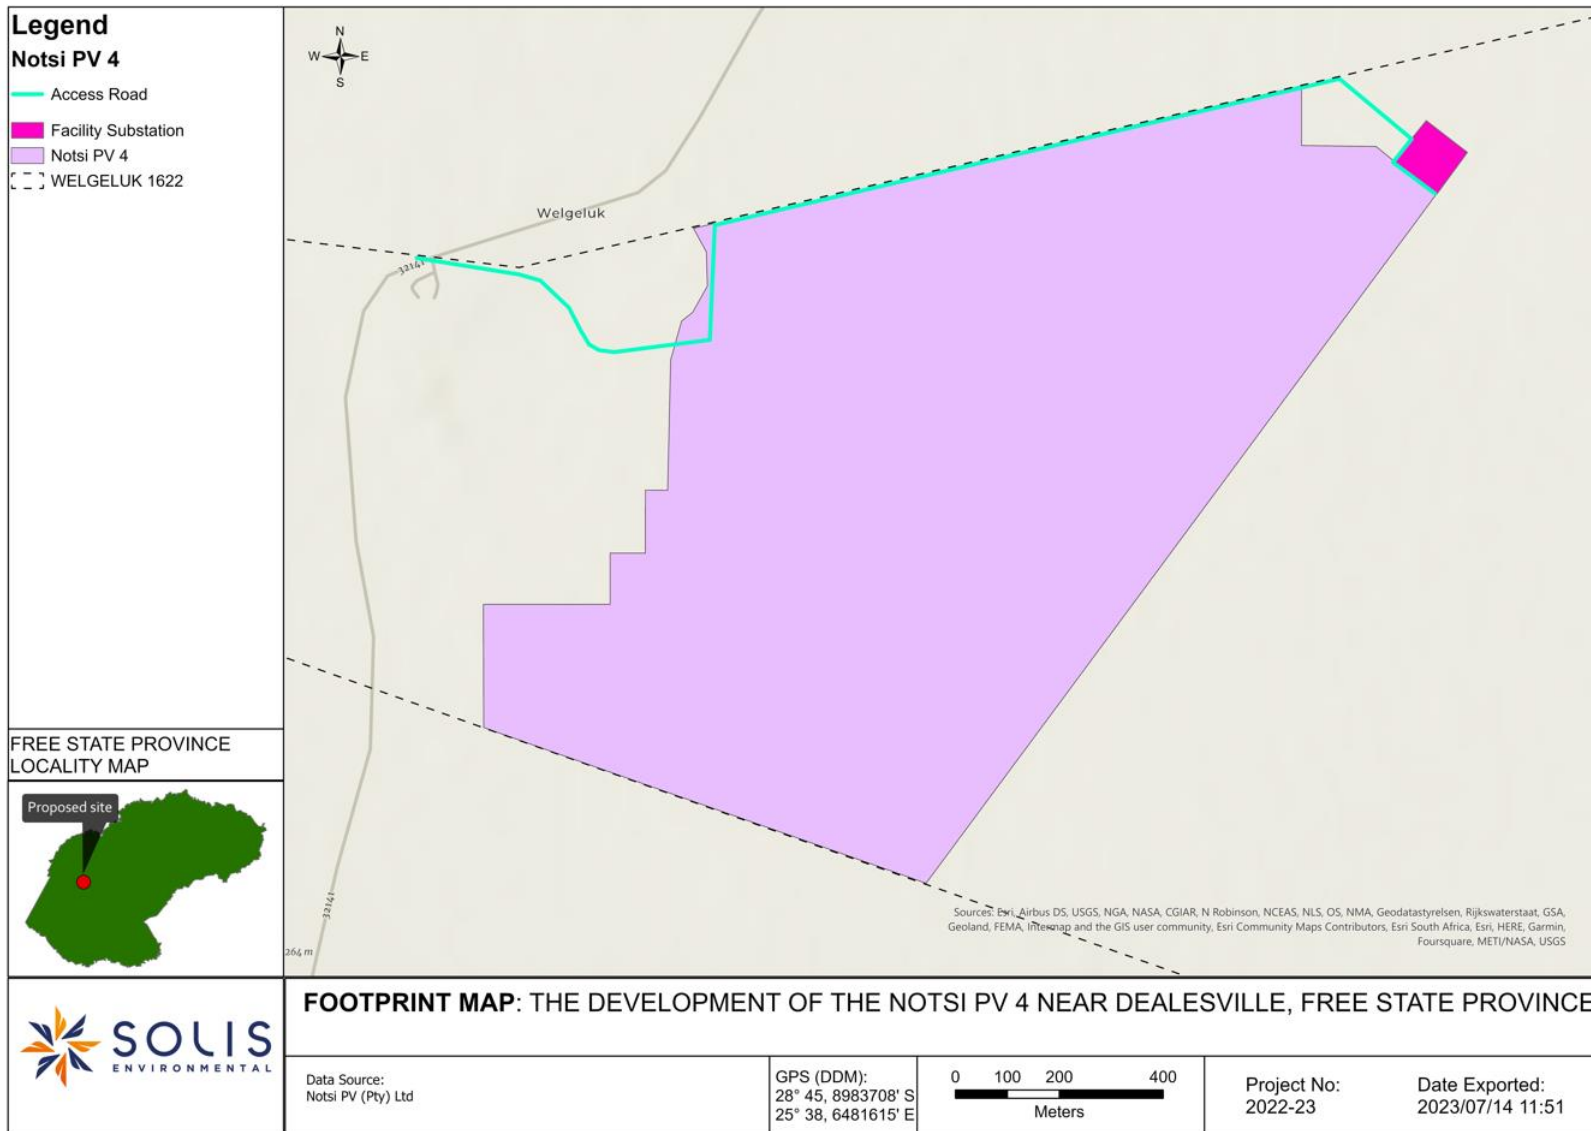 Legend
Notsi PV 4
Access Road
Facility Substation
Notsi PV 4
WELGELUK 1622
N
W E
S
Welgeluk
32141
32141
264 m
Sources: Esri, Airbus DS, USGS, NGA, NASA, CGIAR, N Robinson, NCEAS, NLS, OS, NMA, Geodatastyrelsen, Rijkswaterstaat, GSA,
Geoland, FEMA, Intermap and the GIS user community, Esri Community Maps Contributors, Esri South Africa, Esri, HERE, Garmin,
Foursquare, METI/NASA, USGS
FREE STATE PROVINCE
LOCALITY MAP
Proposed site
SOLIS
ENVIRONMENTAL
FOOTPRINT MAP: THE DEVELOPMENT OF THE NOTSI PV 4 NEAR DEALESVILLE, FREE STATE PROVINCE
Data Source:
Notsi PV (Pty) Ltd
GPS (DDM):
28° 45, 8983708' S
25° 38, 6481615' E
0 100 200 400
Meters
Project No:
2022-23
Date Exported:
2023/07/14 11:51